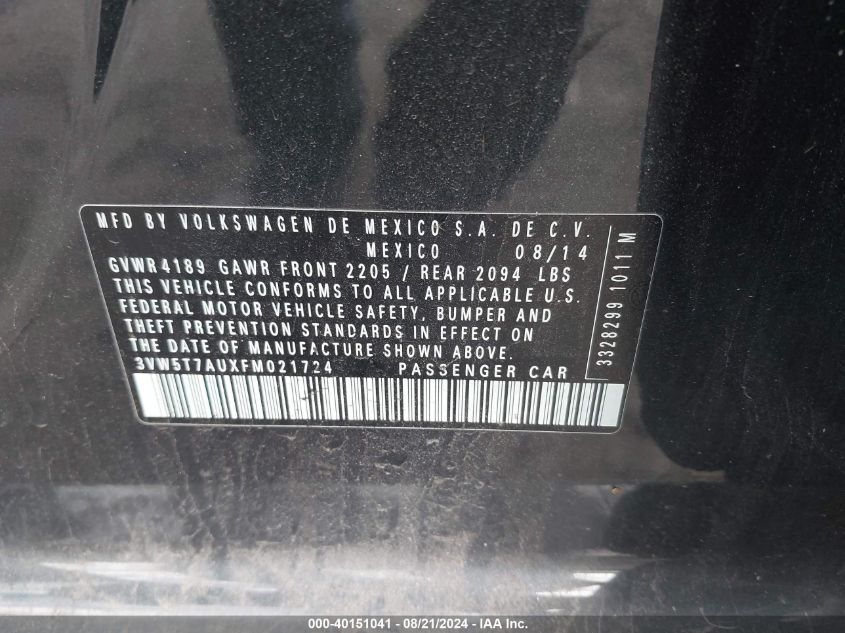 MFD BY VOLKSWAGEN DE MEXICO S.A. DE C.V.
MEXICO 08/14
GVWR4189 GAWR FRONT 2205 / REAR 2094 LBS
THIS VEHICLE CONFORMS TO ALL APPLICABLE U.S.
FEDERAL MOTOR VEHICLE SAFETY, BUMPER AND
THEFT PREVENTION STANDARDS IN EFFECT ON
THE DATE OF MANUFACTURE SHOWN ABOVE.
3VW5T7AUXFM021724 PASSENGER CAR
3328299 1011 M
000-40151041 - 08/21/2024 - IAA Inc.